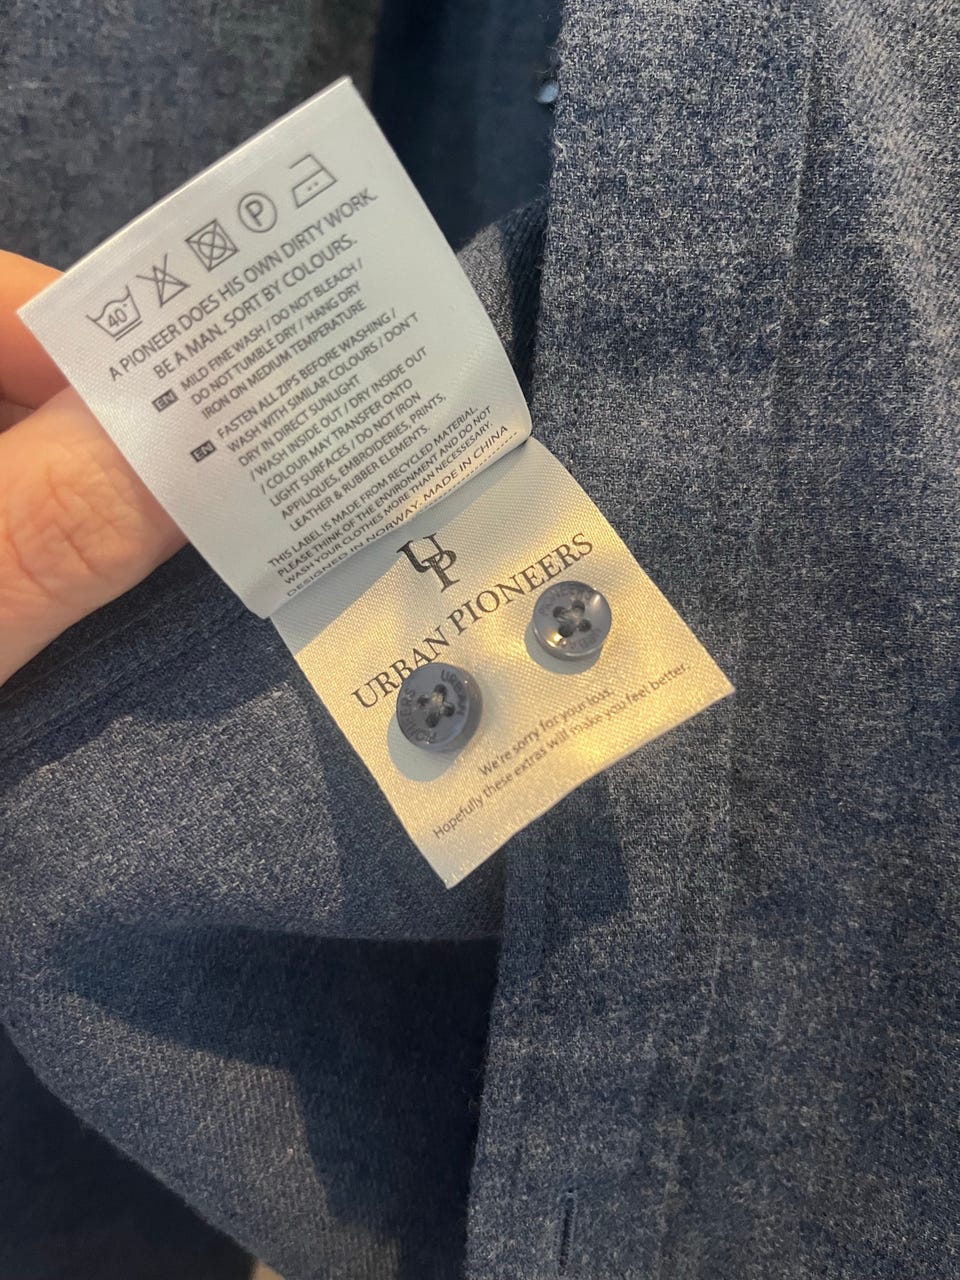 40
P
A PIONEER DOES HIS OWN DIRTY WORK.
BE A MAN. SORT BY COLOURS.
EN MILD FINE WASH / DO NOT BLEACH /
DO NOT TUMBLE DRY / HANG DRY
IRON ON MEDIUM TEMPERATURE
EN FASTEN ALL ZIPS BEFORE WASHING /
WASH WITH SIMILAR COLOURS / DON'T
DRY IN DIRECT SUNLIGHT
/ WASH INSIDE OUT / DRY INSIDE OUT
/ COLOUR MAY TRANSFER ONTO
LIGHT SURFACES / DO NOT IRON
APPLIQUES, EMBROIDERIES, PRINTS,
LEATHER & RUBBER ELEMENTS.
THIS LABEL IS MADE FROM RECYCLED MATERIAL.
PLEASE THINK OF THE ENVIRONMENT AND DO NOT
WASH YOUR CLOTHES MORE THAN NECESSESARY.
DESIGNED IN NORWAY. MADE IN CHINA
UP
URBAN PIONEERS
URBAN
PIONEERS
We're sorry for your loss.
Hopefully these extras will make you feel better.